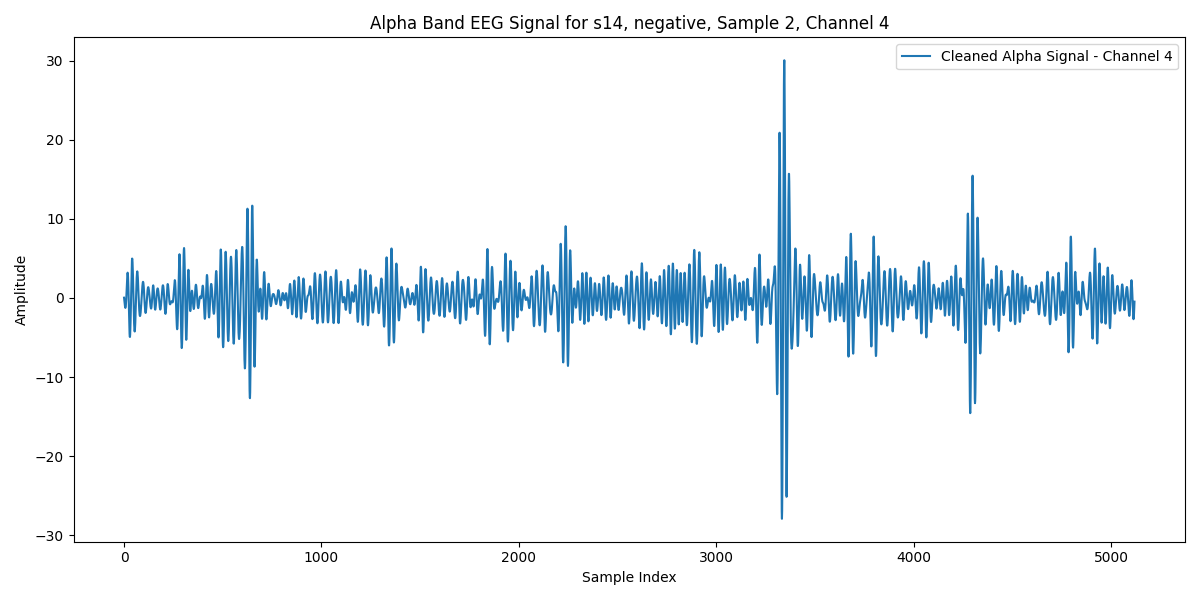 Alpha Band EEG Signal for s14, negative, Sample 2, Channel 4
Cleaned Alpha Signal - Channel 4
30
20
10
0
−10
−20
−30
Amplitude
0 1000 2000 3000 4000 5000
Sample Index